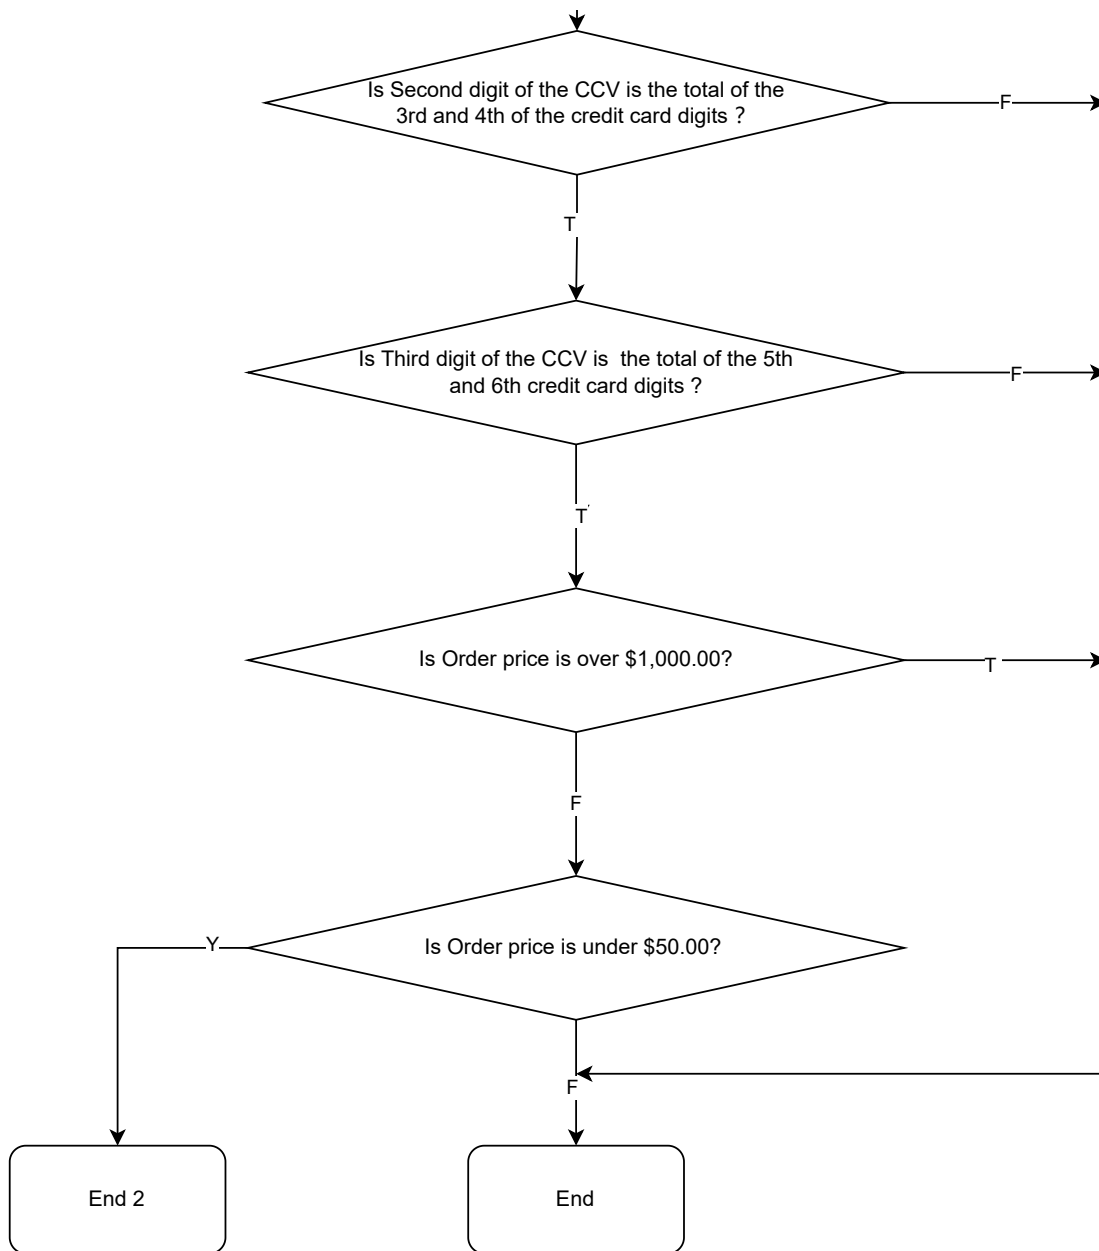 Is Second digit of the CCV is the total of the
3rd and 4th of the credit card digits ?
F
T
Is Third digit of the CCV is  the total of the 5th
and 6th credit card digits ?
F
T
Is Order price is over $1,000.00?
T
F
Is Order price is under $50.00?
Y
F
End 2
End